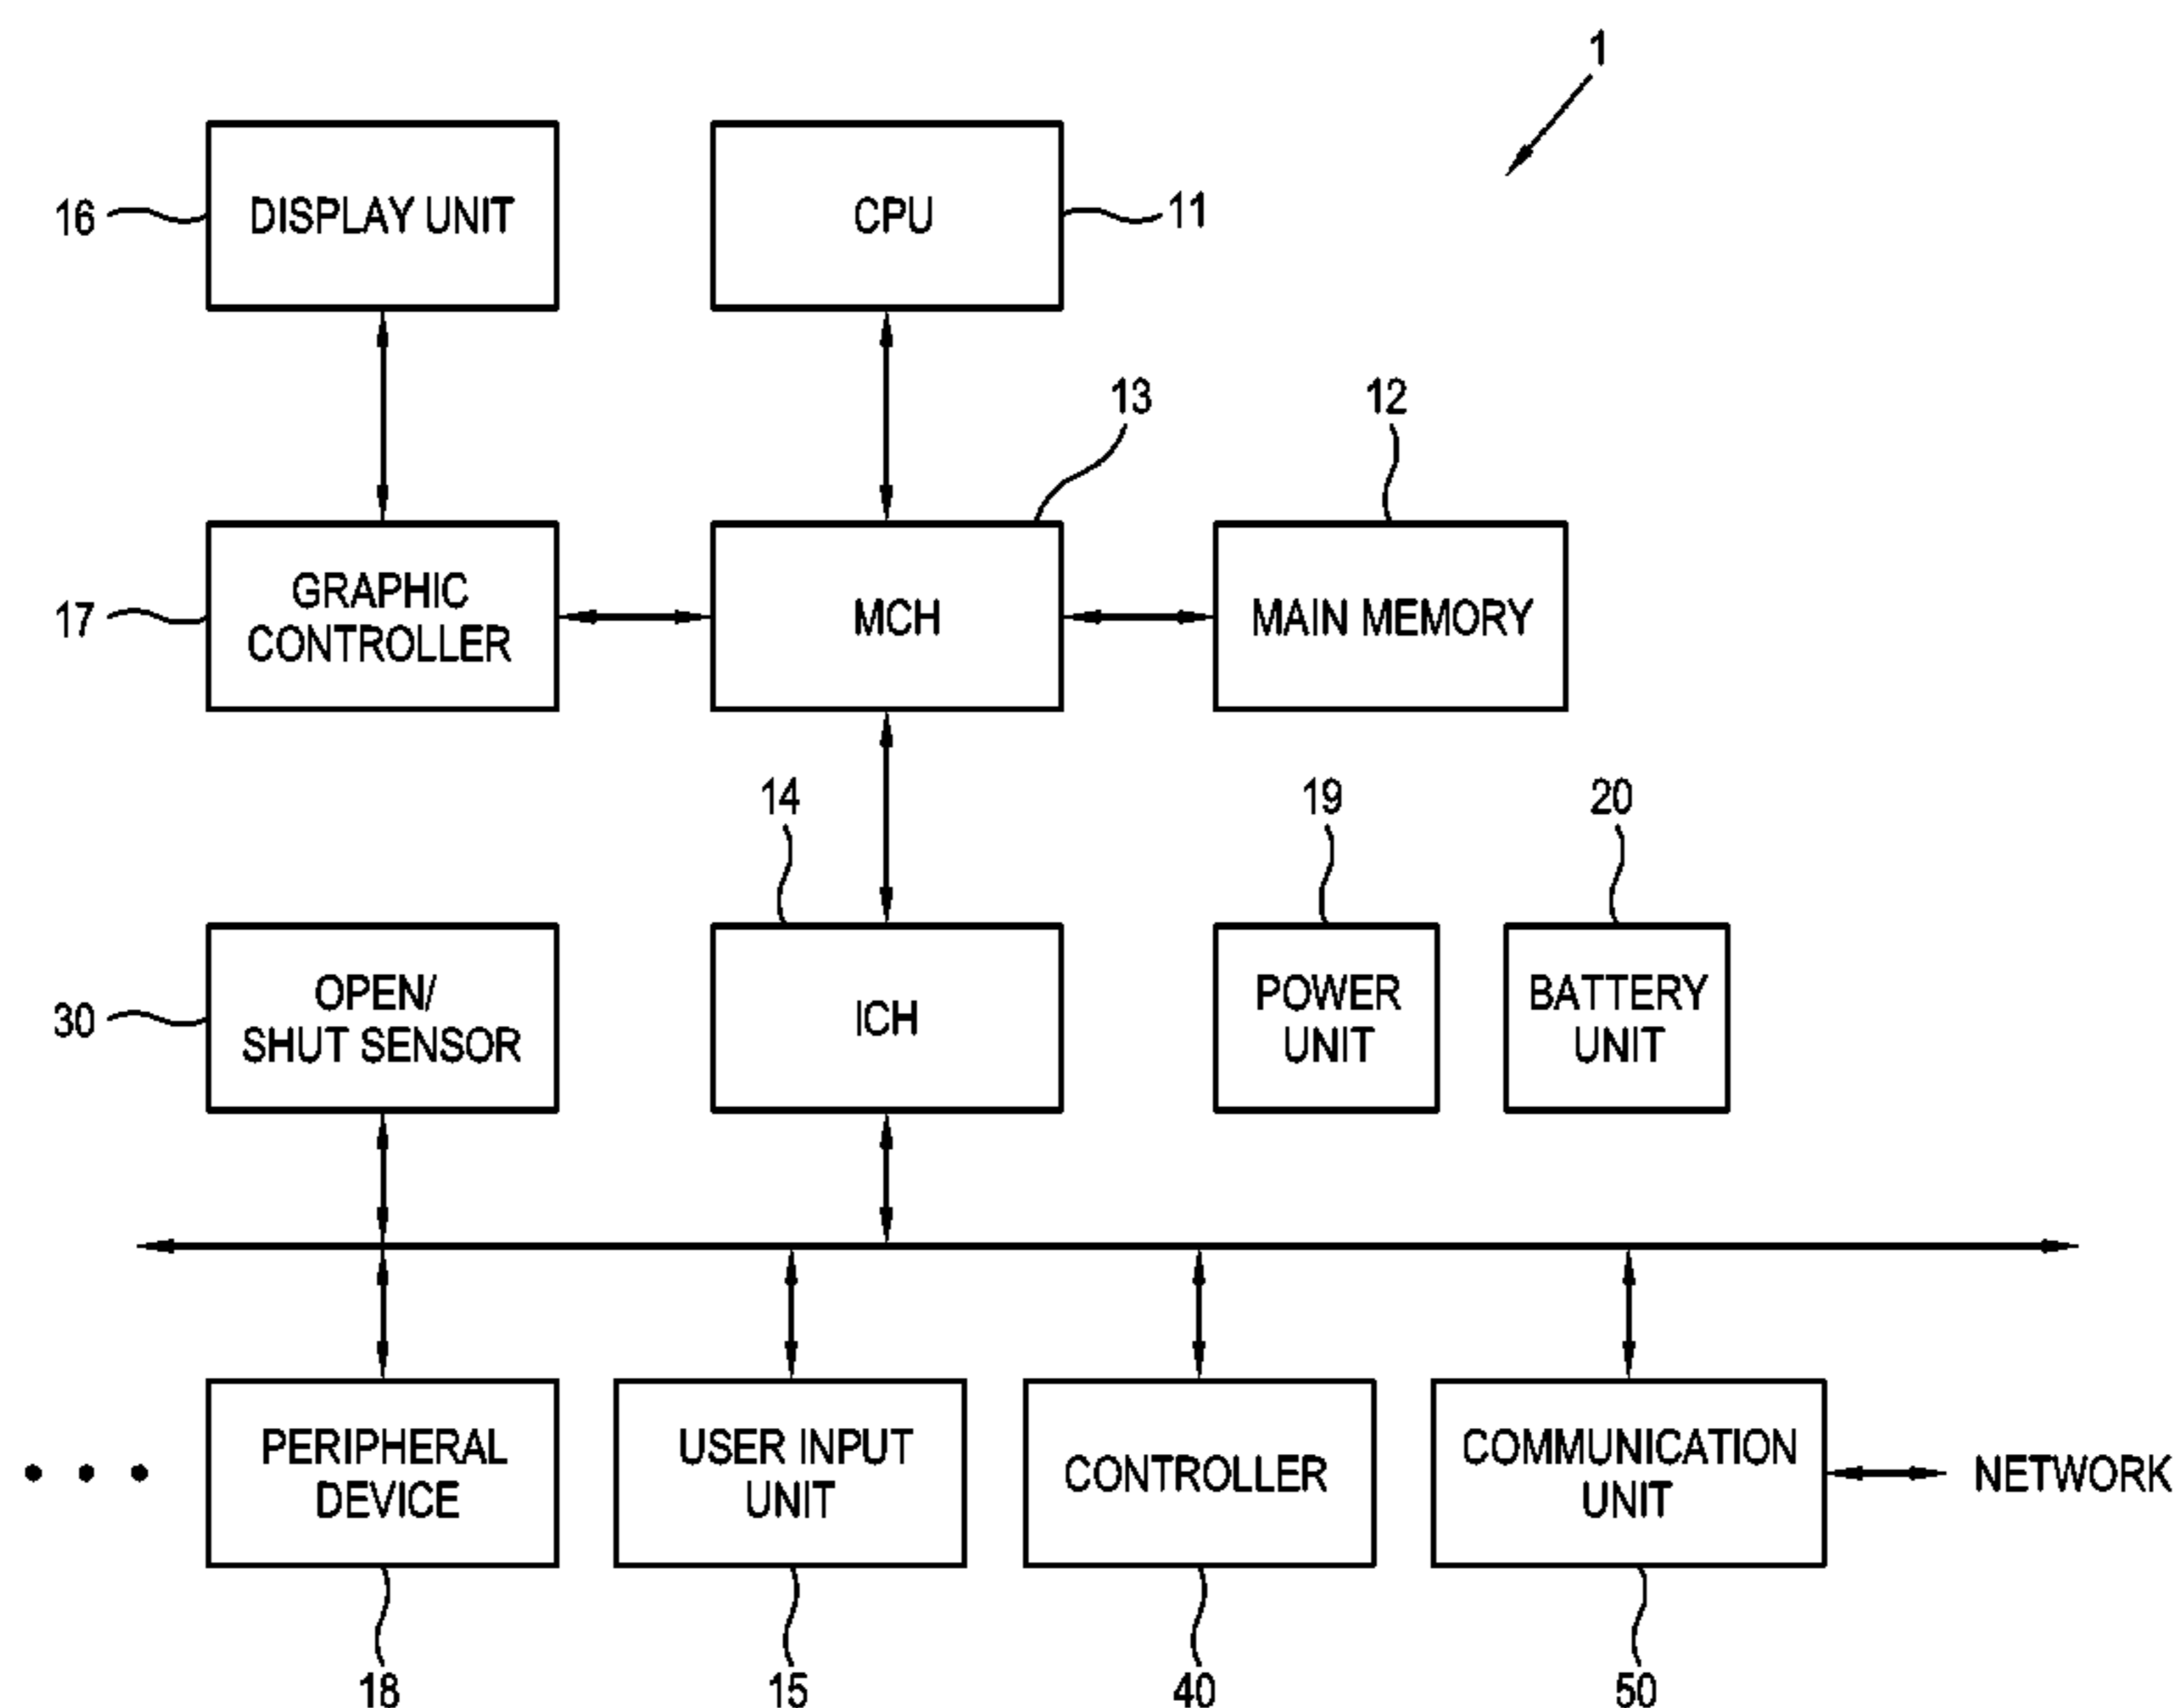 1
16
DISPLAY UNIT
CPU
11
13
12
17
GRAPHIC
CONTROLLER
MCH
MAIN MEMORY
14
19
20
30
OPEN/
SHUT SENSOR
ICH
POWER
UNIT
BATTERY
UNIT
PERIPHERAL
DEVICE
USER INPUT
UNIT
CONTROLLER
COMMUNICATION
UNIT
NETWORK
18
15
40
50